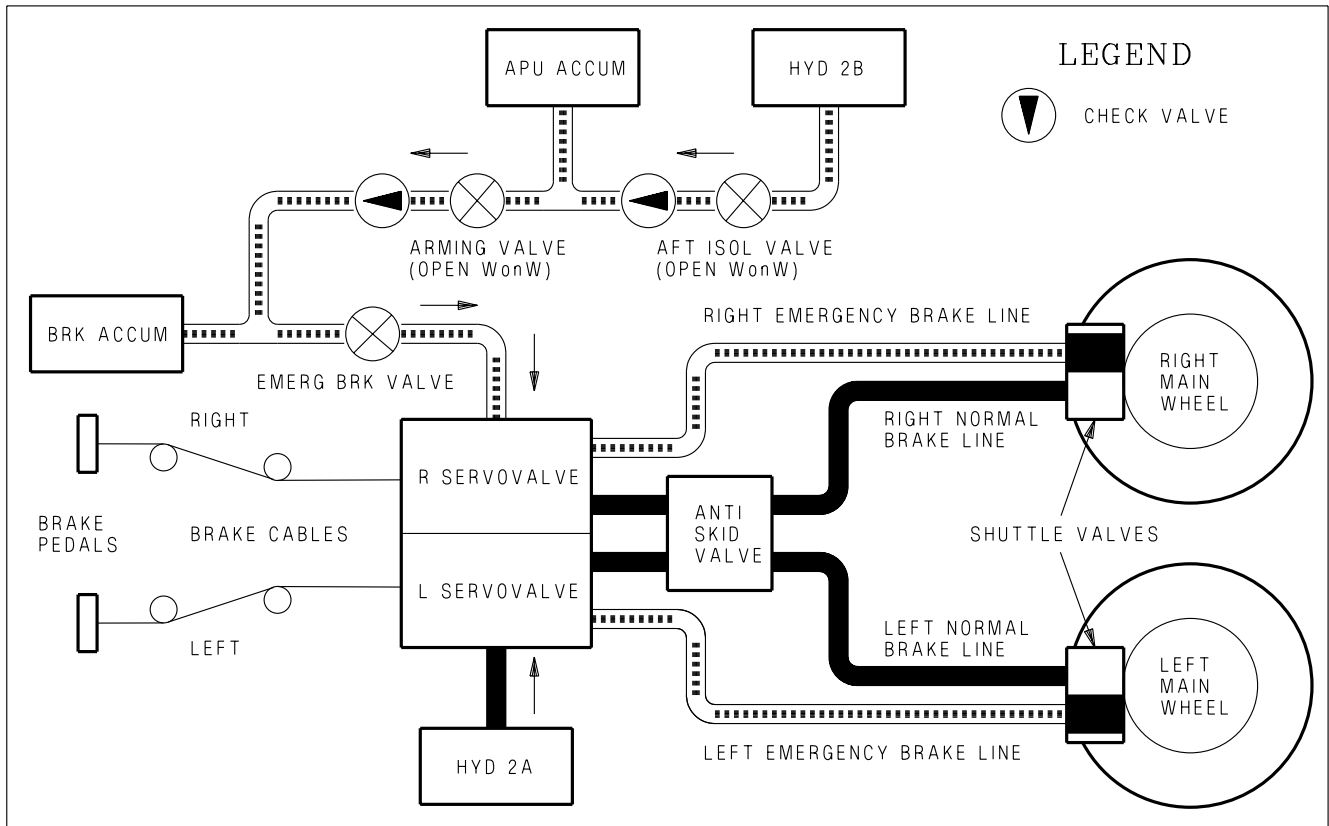 APU ACCUM
HYD 2B
LEGEND
CHECK VALVE
ARMING VALVE
(OPEN WonW)
AFT ISOL VALVE
(OPEN WonW)
BRK ACCUM
EMERG BRK VALVE
RIGHT EMERGENCY BRAKE LINE
RIGHT
MAIN
WHEEL
RIGHT
RIGHT NORMAL
BRAKE LINE
R SERVOVALVE
BRAKE
PEDALS
BRAKE CABLES
ANTI
SKID
VALVE
SHUTTLE VALVES
L SERVOVALVE
LEFT
LEFT NORMAL
BRAKE LINE
LEFT
MAIN
WHEEL
LEFT EMERGENCY BRAKE LINE
HYD 2A